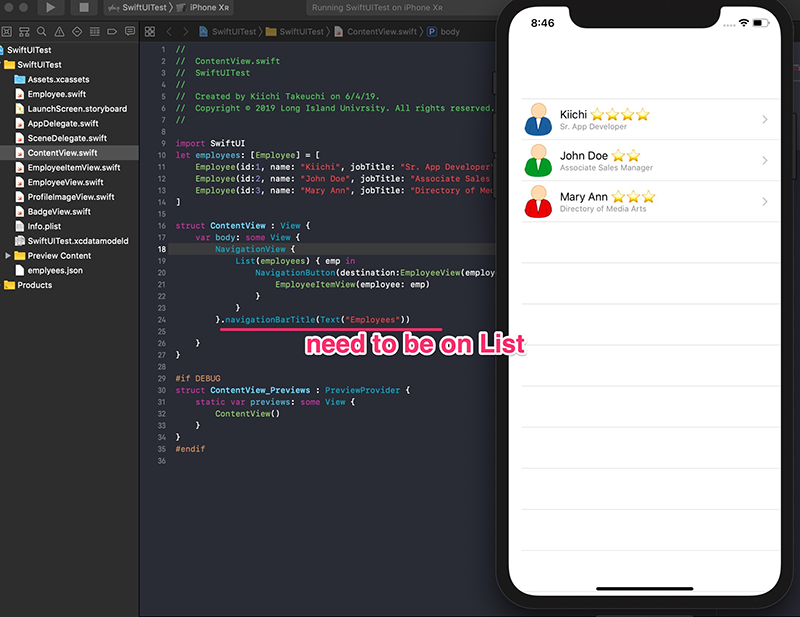 SwiftUITest
iPhone Xʀ
Running SwiftUITest on iPhone Xʀ
SwiftUITest
SwiftUITest
ContentView.swift
P
body
SwiftUITest
SwiftUITest
Assets.xcassets
Employee.swift
LaunchScreen.storyboard
AppDelegate.swift
SceneDelegate.swift
ContentView.swift
EmployeeItemView.swift
EmployeeView.swift
ProfileImageView.swift
BadgeView.swift
Info.plist
SwiftUITest.xcdatamodeld
Preview Content
emplyees.json
Products
1 //
2 // ContentView.swift
3 // SwiftUITest
4 //
5 // Created by Kiichi Takeuchi on 6/4/19.
6 // Copyright © 2019 Long Island Univrsity. All rights reserved.
7 //
8
9 import SwiftUI
10 let employees: [Employee] = [
11 Employee(id:1, name: "Kiichi", jobTitle: "Sr. App Developer"
12 Employee(id:2, name: "John Doe", jobTitle: "Associate Sales
13 Employee(id:3, name: "Mary Ann", jobTitle: "Director of Me
14 ]
15
16 struct ContentView : View {
17 var body: some View {
18 NavigationView {
19 List(employees) { emp in
20 NavigationButton(destination:EmployeeView(employ
21 EmployeeItemView(employee: emp)
22 }
23 }
24 }.navigationBarTitle(Text("Employees"))
25
26 }
27 }
28
29 #if DEBUG
30 struct ContentView_Previews : PreviewProvider {
31 static var previews: some View {
32 ContentView()
33 }
34 }
35 #endif
36
need to be on List
8:46
Kiichi ⭐⭐⭐⭐
Sr. App Developer
John Doe ⭐⭐
Associate Sales Manager
Mary Ann ⭐⭐⭐
Directory of Media Arts